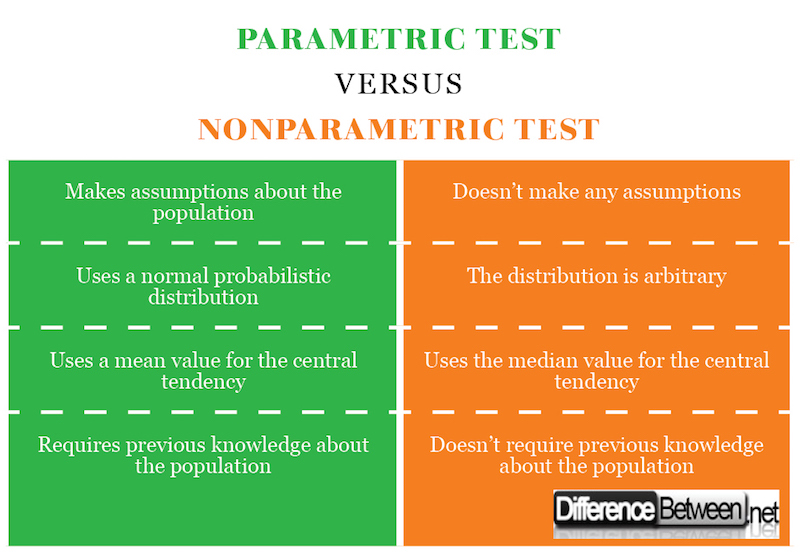 PARAMETRIC TEST
VERSUS
NONPARAMETRIC TEST
Makes assumptions about the
population
Doesn’t make any assumptions
Uses a normal probabilistic
distribution
The distribution is arbitrary
Uses a mean value for the central
tendency
Uses the median value for the central
tendency
Requires previous knowledge about
the population
Doesn’t require previous knowledge
about the population
DifferenceBetween.net